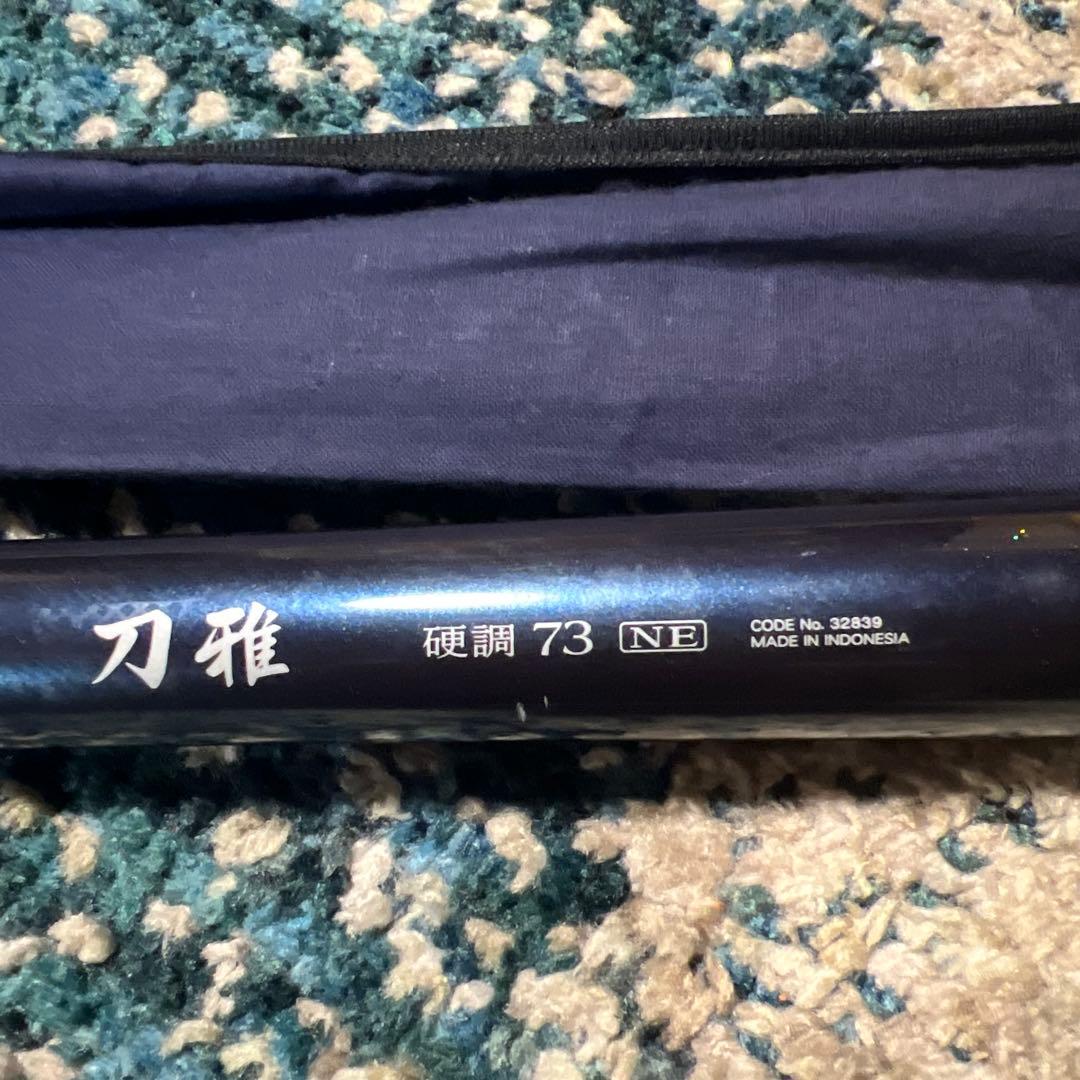 刀雅 硬調 73 NE CODE No. 32839
MADE IN INDONESIA